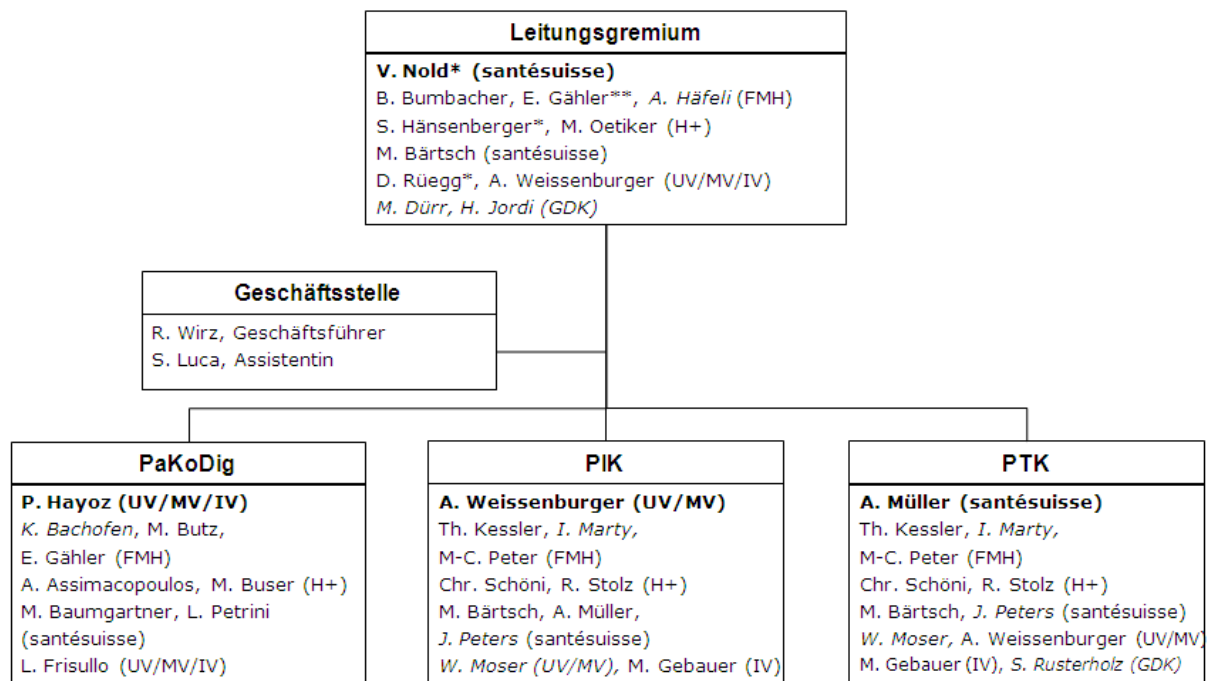 Leitungsgremium
V. Nold* (santésuisse)
B. Bumbacher, E. Gähler**, A. Häfeli (FMH)
S. Hänsenberger*, M. Oetiker (H+)
M. Bärtsch (santésuisse)
D. Rüegg*, A. Weissenburger (UV/MV/IV)
M. Dürr, H. Jordi (GDK)
Geschäftsstelle
R. Wirz, Geschäftsführer
S. Luca, Assistentin
PaKoDig
P. Hayoz (UV/MV/IV)
K. Bachofen, M. Butz,
E. Gähler (FMH)
A. Assimacopoulos, M. Buser (H+)
M. Baumgartner, L. Petrini
(santésuisse)
L. Frisullo (UV/MV/IV)
PIK
A. Weissenburger (UV/MV)
Th. Kessler, I. Marty,
M-C. Peter (FMH)
Chr. Schöni, R. Stolz (H+)
M. Bärtsch, A. Müller,
J. Peters (santésuisse)
W. Moser (UV/MV), M. Gebauer (IV)
PTK
A. Müller (santésuisse)
Th. Kessler, I. Marty,
M-C. Peter (FMH)
Chr. Schöni, R. Stolz (H+)
M. Bärtsch, J. Peters (santésuisse)
W. Moser, A. Weissenburger (UV/MV)
M. Gebauer (IV), S. Rusterholz (GDK)